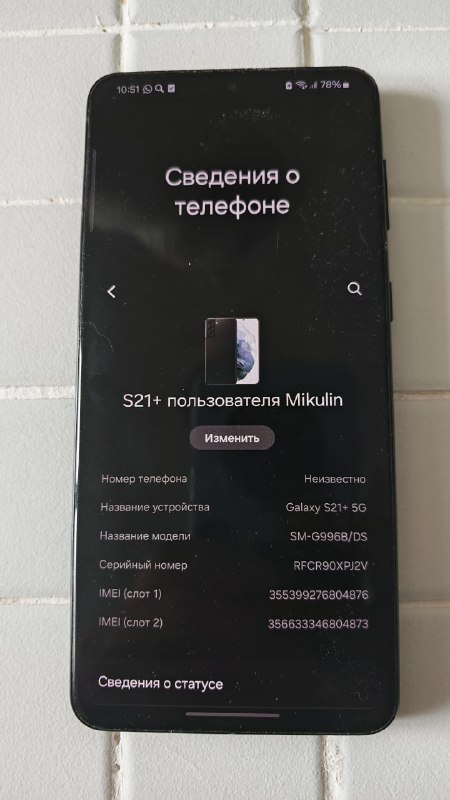 10:51 78%
Сведения о
телефоне
S21+ пользователя Mikulin
Изменить
Номер телефона Неизвестно
Название устройства Galaxy S21+ 5G
Название модели SM-G996B/DS
Серийный номер RFCR90XPJ2V
IMEI (слот 1) 355399276804876
IMEI (слот 2) 356633346804873
Сведения о статусе